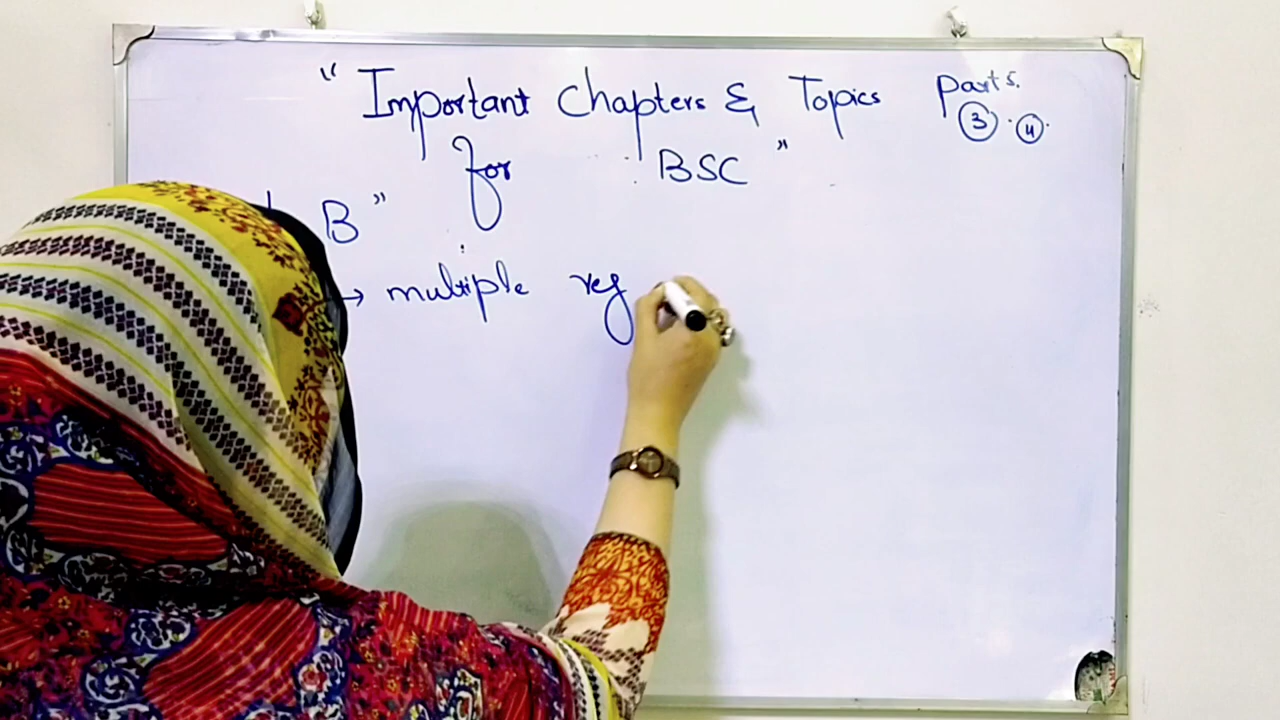 " Important Chapters & Topics Parts.
③ . ④.
for BSC "
B "
→ multiple reg